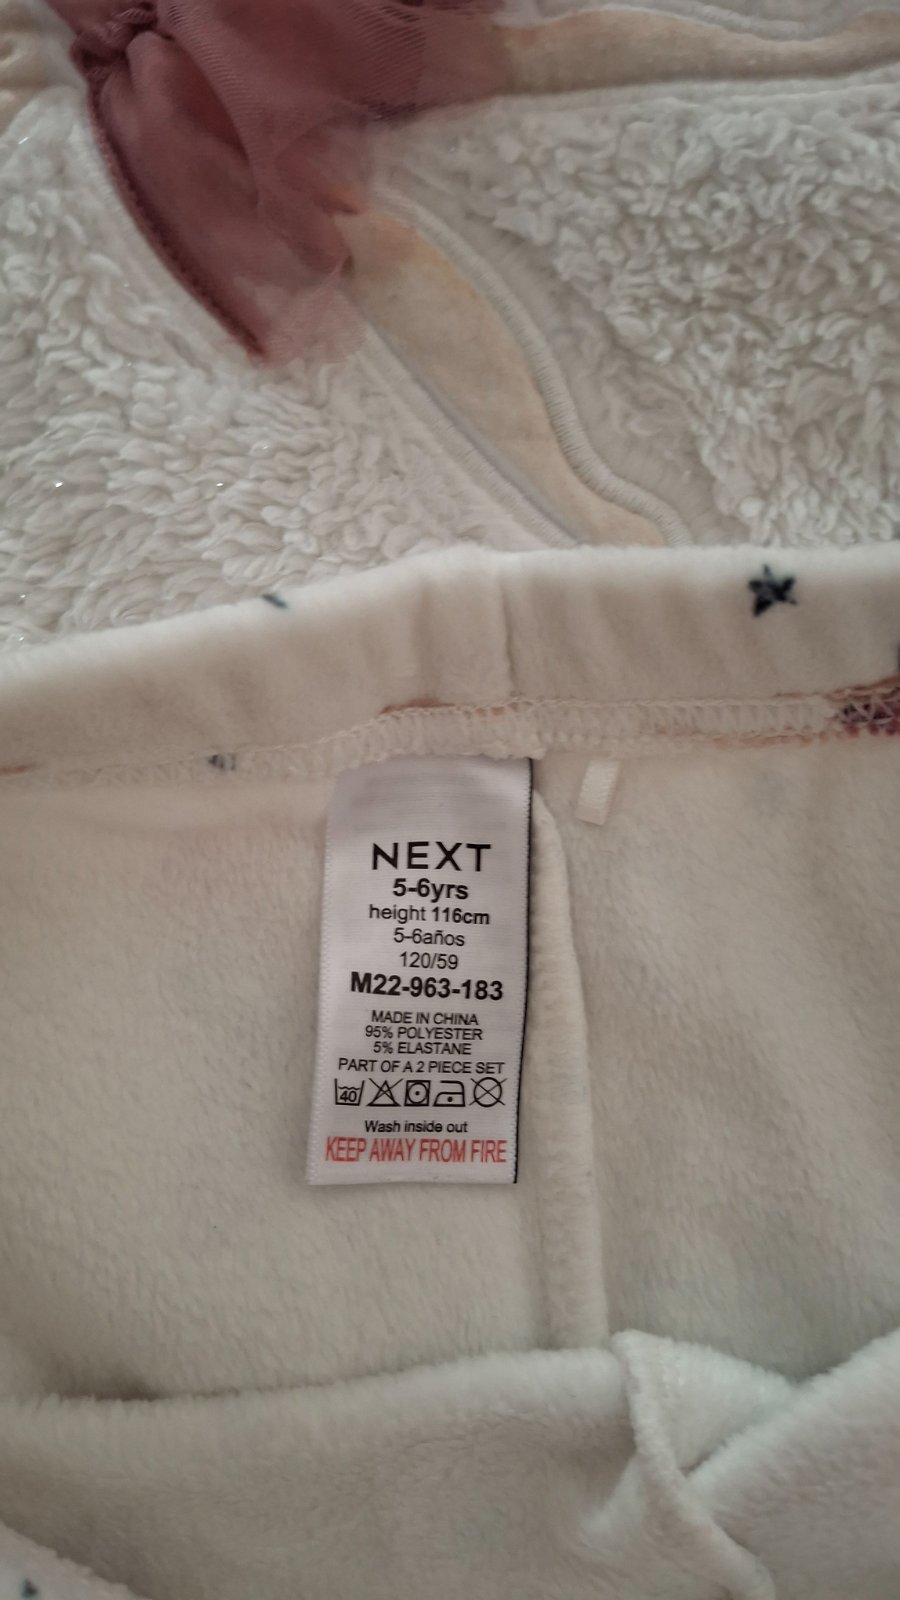 NEXT
5-6yrs
height 116cm
5-6años
120/59
M22-963-183
MADE IN CHINA
95% POLYESTER
5% ELASTANE
PART OF A 2 PIECE SET
40
Wash inside out
KEEP AWAY FROM FIRE